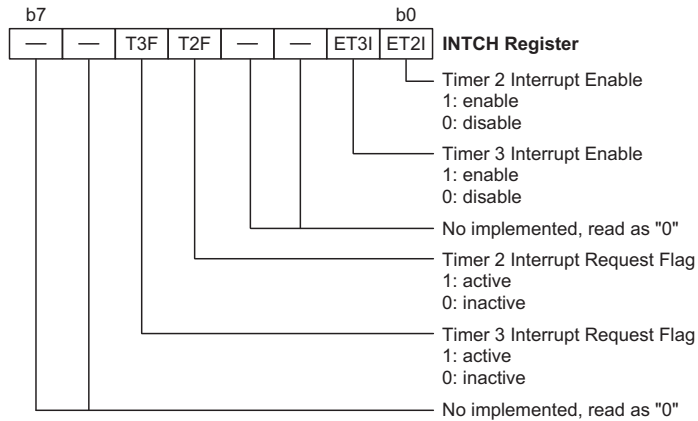 b7 b0
— — T3F T2F — — ET3I ET2I INTCH Register
Timer 2 Interrupt Enable
1: enable
0: disable
Timer 3 Interrupt Enable
1: enable
0: disable
No implemented, read as "0"
Timer 2 Interrupt Request Flag
1: active
0: inactive
Timer 3 Interrupt Request Flag
1: active
0: inactive
No implemented, read as "0"